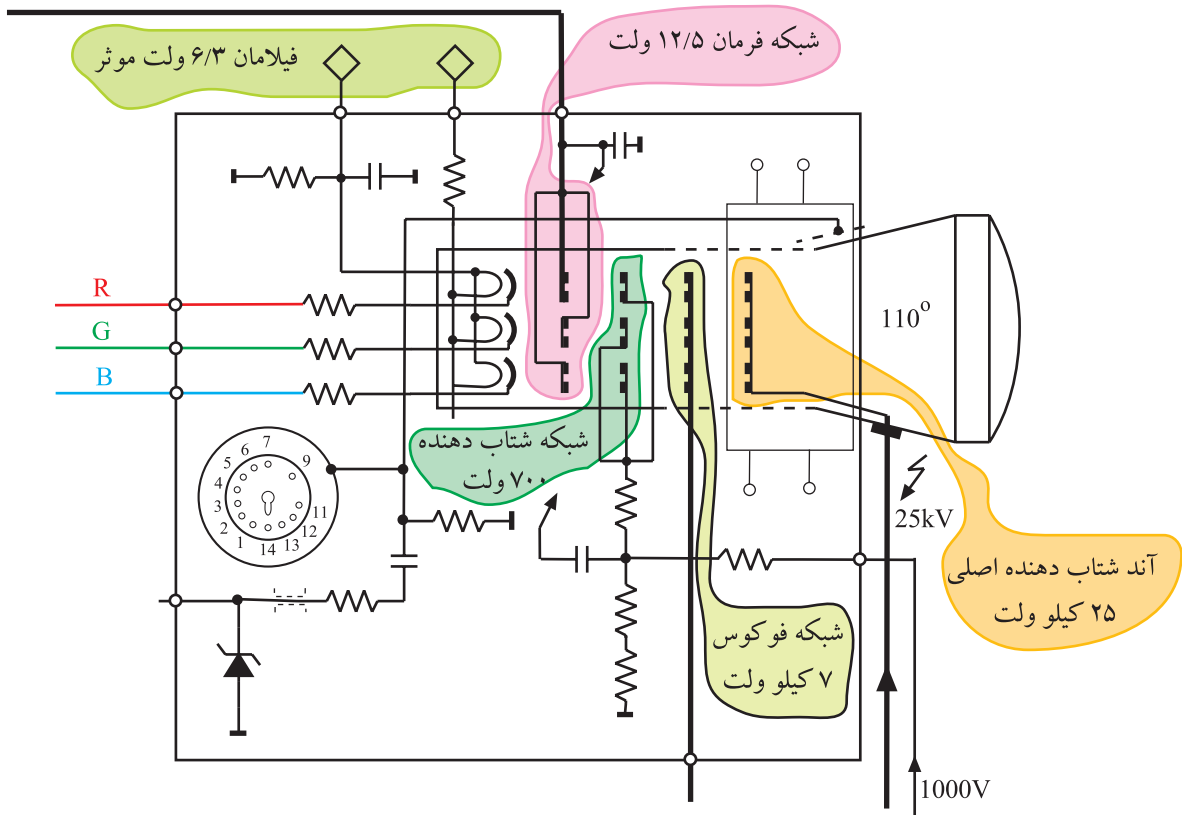 شبکه فرمان ۱۲/۵ ولت
فیلامان ۶/۳ ولت موثر
R
G
B
110°
شبکه شتاب دهنده
۷۰۰ ولت
7
6
9
5
4
3
11
2
12
1
13
14
25kV
آند شتاب دهنده اصلی
۲۵ کیلو ولت
شبکه فوکوس
۷ کیلو ولت
1000V